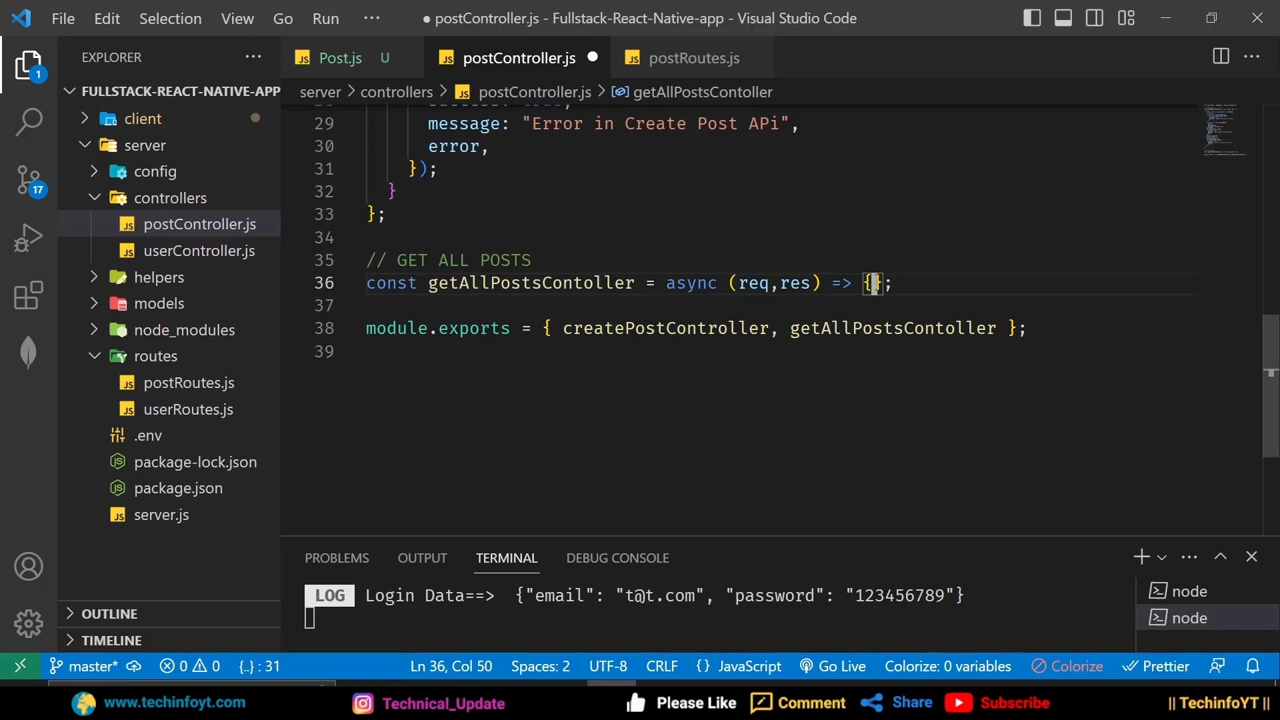 File Edit Selection View Go Run ··· ● postController.js - Fullstack-React-Native-app - Visual Studio Code
EXPLORER ···
Post.js U postController.js ● postRoutes.js
server > controllers > postController.js > getAllPostsContoller
1
17
FULLSTACK-REACT-NATIVE-APP
client
server
config
controllers
postController.js
userController.js
helpers
models
node_modules
routes
postRoutes.js
userRoutes.js
.env
package-lock.json
package.json
server.js
OUTLINE
TIMELINE
29 message: "Error in Create Post APi",
30 error,
31 });
32 }
33 };
34
35 // GET ALL POSTS
36 const getAllPostsContoller = async (req,res) => {};
37
38 module.exports = { createPostController, getAllPostsContoller };
39
PROBLEMS OUTPUT TERMINAL DEBUG CONSOLE
LOG Login Data==> {"email": "t@t.com", "password": "123456789"}
node
node
master* 0 0 {..} : 31 Ln 36, Col 50 Spaces: 2 UTF-8 CRLF {} JavaScript Go Live Colorize: 0 variables Colorize Prettier
www.techinfoyt.com Technical_Update Please Like Comment Share Subscribe || TechinfoYT ||